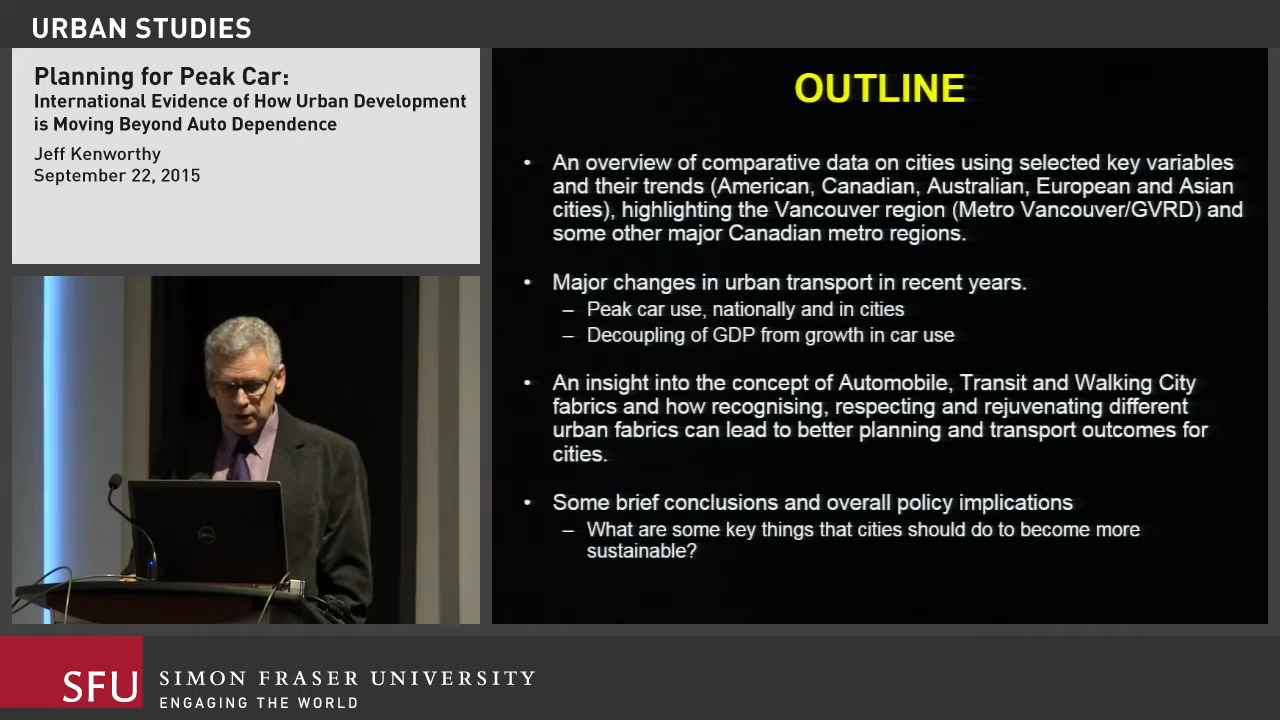 URBAN STUDIES
Planning for Peak Car:
International Evidence of How Urban Development
is Moving Beyond Auto Dependence
Jeff Kenworthy
September 22, 2015
OUTLINE
• An overview of comparative data on cities using selected key variables
and their trends (American, Canadian, Australian, European and Asian
cities), highlighting the Vancouver region (Metro Vancouver/GVRD) and
some other major Canadian metro regions.
• Major changes in urban transport in recent years.
– Peak car use, nationally and in cities
– Decoupling of GDP from growth in car use
• An insight into the concept of Automobile, Transit and Walking City
fabrics and how recognising, respecting and rejuvenating different
urban fabrics can lead to better planning and transport outcomes for
cities.
• Some brief conclusions and overall policy implications
– What are some key things that cities should do to become more
sustainable?
DELL
SFU
SIMON FRASER UNIVERSITY
ENGAGING THE WORLD